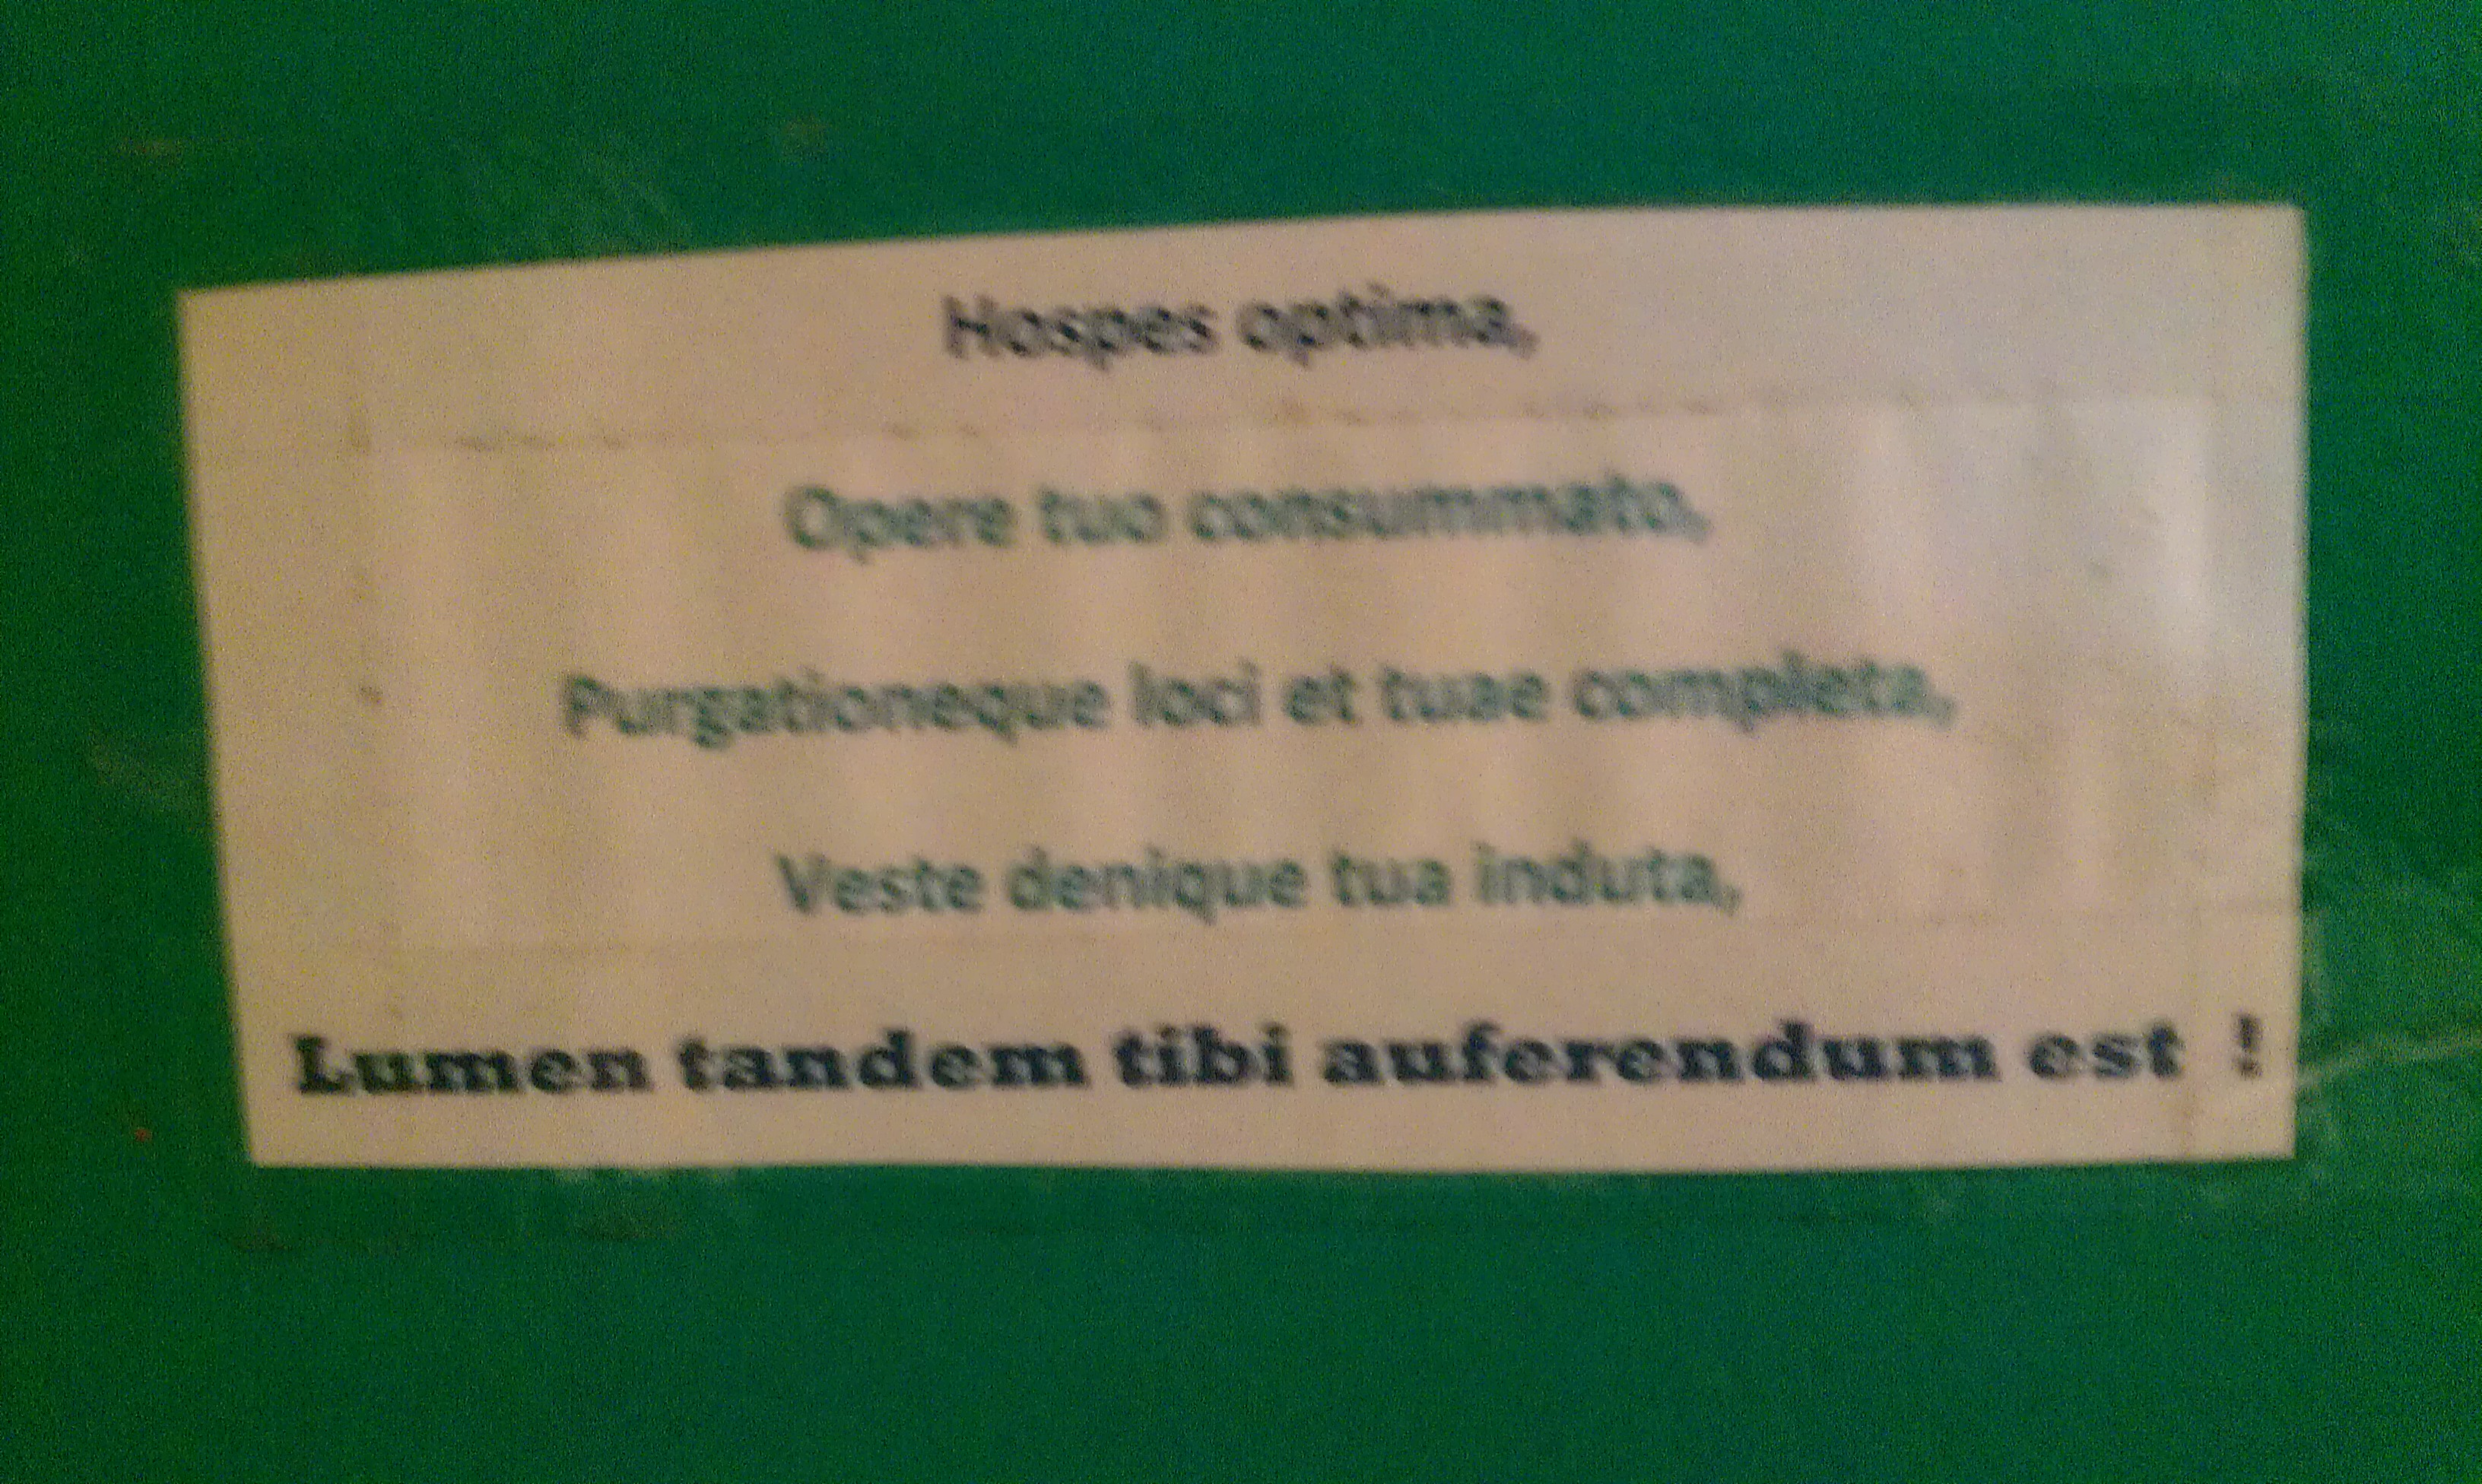 Hospes optima,
Opere tuo consummato,
Purgationeque loci et tuae completa,
Veste denique tua induta,
Lumen tandem tibi auferendum est !